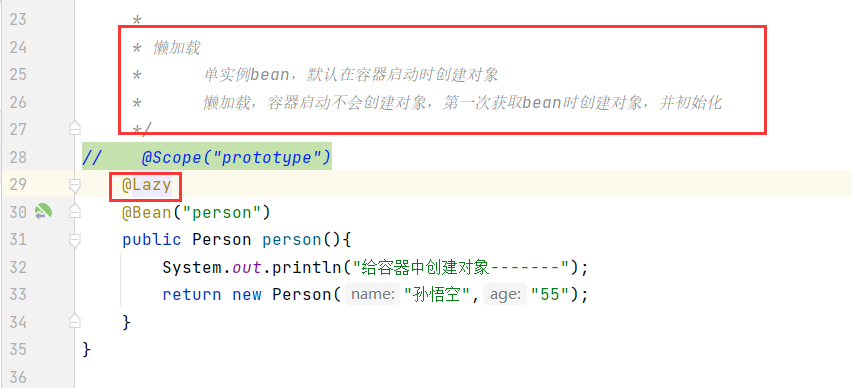 23 *
24 * 懒加载
25 * 单实例bean，默认在容器启动时创建对象
26 * 懒加载，容器启动不会创建对象，第一次获取bean时创建对象，并初始化
27 */
28 // @Scope("prototype")
29 @Lazy
30 @Bean("person")
31 public Person person(){
32 System.out.println("给容器中创建对象-------");
33 return new Person( name: "孙悟空", age: "55");
34 }
35 }
36